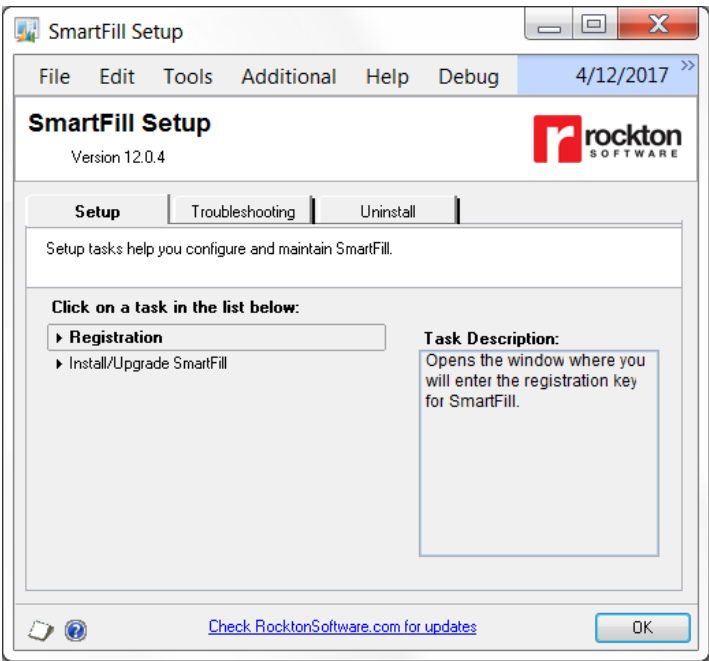 SmartFill Setup
File Edit Tools Additional Help Debug 4/12/2017 »
SmartFill Setup
Version 12.0.4
rockton
SOFTWARE
Setup Troubleshooting Uninstall
Setup tasks help you configure and maintain SmartFill.
Click on a task in the list below:
Registration
Install/Upgrade SmartFill
Task Description:
Opens the window where you
will enter the registration key
for SmartFill.
Check RocktonSoftware.com for updates
OK